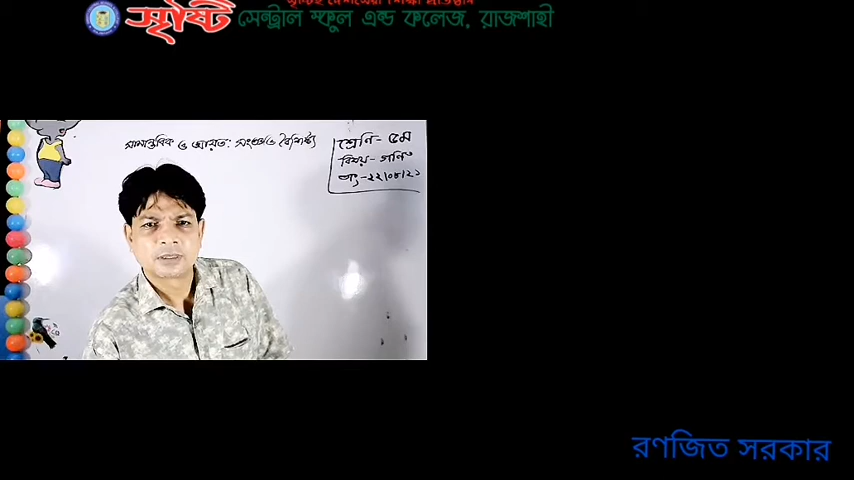 সৃষ্টি সেন্ট্রাল স্কুল এন্ড কলেজ, রাজশাহী
সামান্তরিক ও আয়ত: সংজ্ঞা ও বৈশিষ্ট্য
শ্রেণি - ৫ম
বিষয় - গণিত
তাং - ২২/০৮/২১
রণজিত সরকার